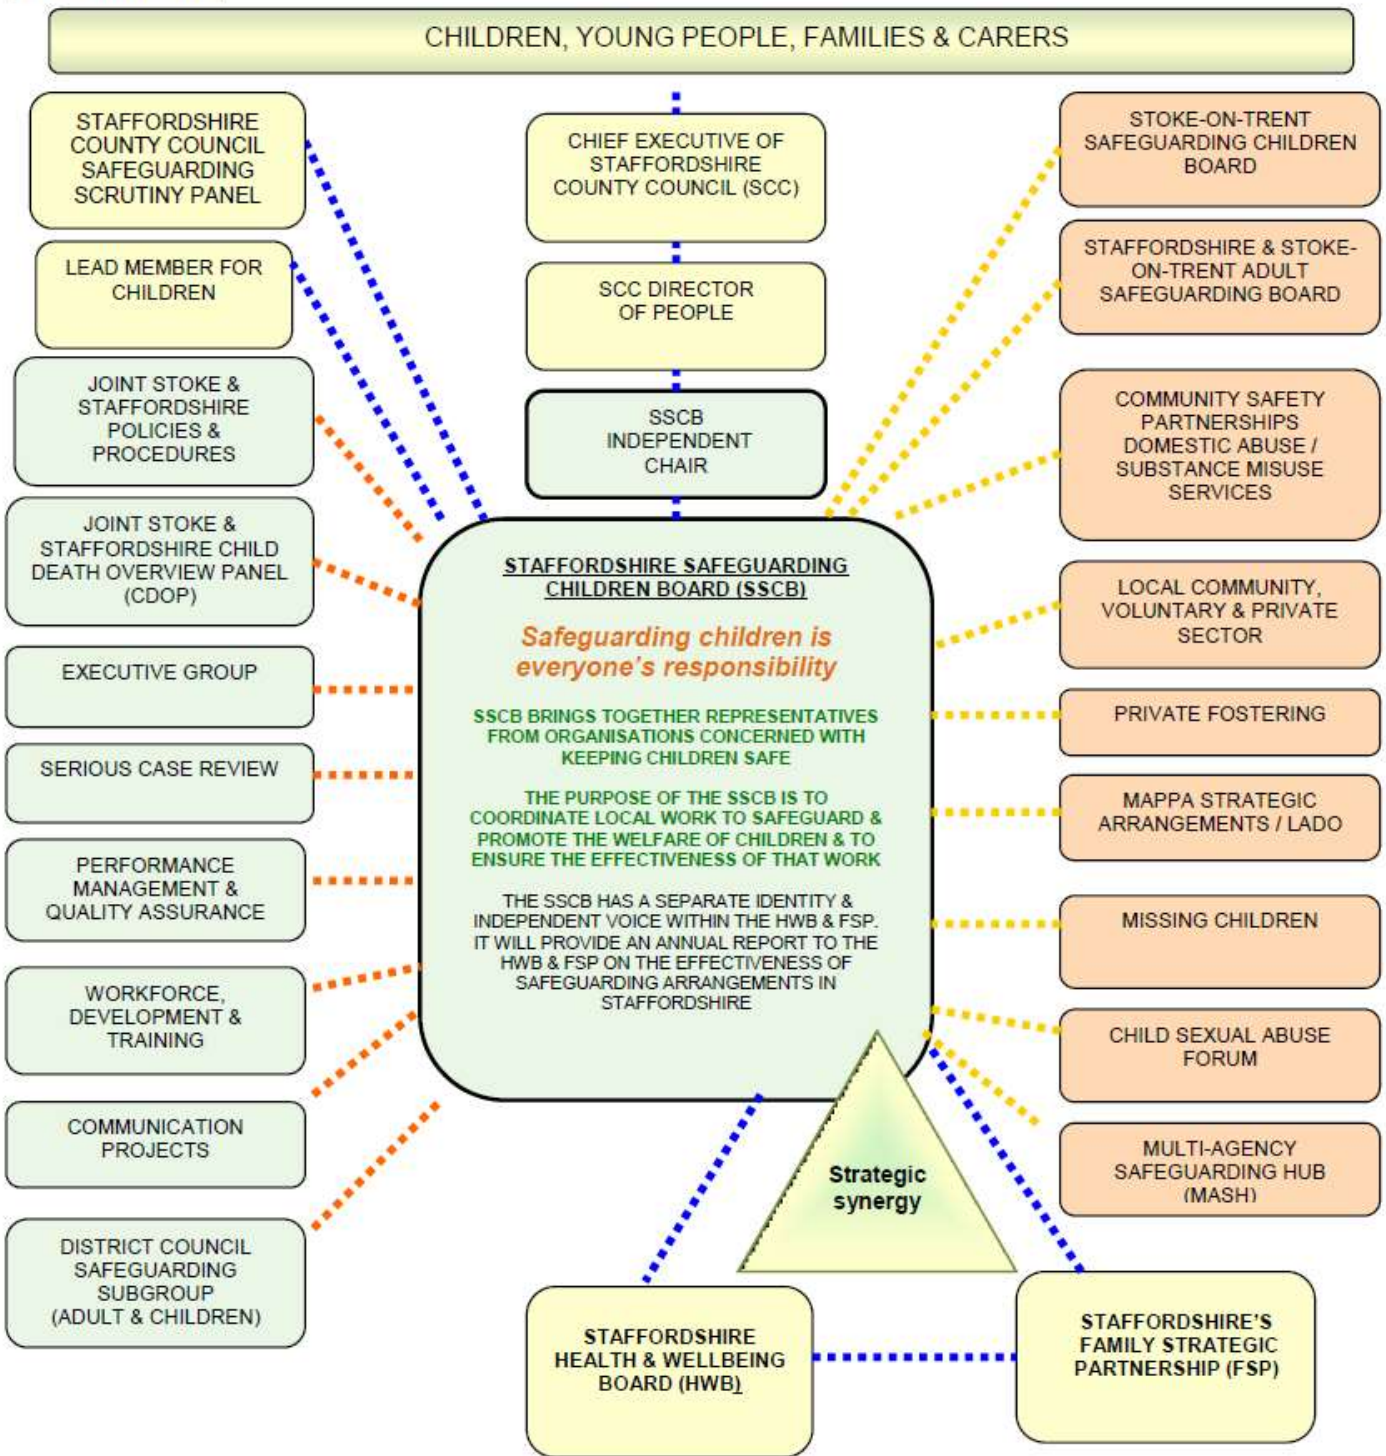 CHILDREN, YOUNG PEOPLE, FAMILIES & CARERS
STAFFORDSHIRE
COUNTY COUNCIL
SAFEGUARDING
SCRUTINY PANEL
LEAD MEMBER FOR
CHILDREN
JOINT STOKE &
STAFFORDSHIRE
POLICIES &
PROCEDURES
JOINT STOKE &
STAFFORDSHIRE CHILD
DEATH OVERVIEW PANEL
(CDOP)
EXECUTIVE GROUP
SERIOUS CASE REVIEW
PERFORMANCE
MANAGEMENT &
QUALITY ASSURANCE
WORKFORCE,
DEVELOPMENT &
TRAINING
COMMUNICATION
PROJECTS
DISTRICT COUNCIL
SAFEGUARDING
SUBGROUP
(ADULT & CHILDREN)
CHIEF EXECUTIVE OF
STAFFORDSHIRE
COUNTY COUNCIL (SCC)
SCC DIRECTOR
OF PEOPLE
SSCB
INDEPENDENT
CHAIR
STAFFORDSHIRE SAFEGUARDING
CHILDREN BOARD (SSCB)
Safeguarding children is
everyone's responsibility
SSCB BRINGS TOGETHER REPRESENTATIVES
FROM ORGANISATIONS CONCERNED WITH
KEEPING CHILDREN SAFE
THE PURPOSE OF THE SSCB IS TO
COORDINATE LOCAL WORK TO SAFEGUARD &
PROMOTE THE WELFARE OF CHILDREN & TO
ENSURE THE EFFECTIVENESS OF THAT WORK
THE SSCB HAS A SEPARATE IDENTITY &
INDEPENDENT VOICE WITHIN THE HWB & FSP.
IT WILL PROVIDE AN ANNUAL REPORT TO THE
HWB & FSP ON THE EFFECTIVENESS OF
SAFEGUARDING ARRANGEMENTS IN
STAFFORDSHIRE
Strategic
synergy
STAFFORDSHIRE
HEALTH & WELLBEING
BOARD (HWB)
STAFFORDSHIRE'S
FAMILY STRATEGIC
PARTNERSHIP (FSP)
STOKE-ON-TRENT
SAFEGUARDING CHILDREN
BOARD
STAFFORDSHIRE & STOKE-
ON-TRENT ADULT
SAFEGUARDING BOARD
COMMUNITY SAFETY
PARTNERSHIPS
DOMESTIC ABUSE /
SUBSTANCE MISUSE
SERVICES
LOCAL COMMUNITY,
VOLUNTARY & PRIVATE
SECTOR
PRIVATE FOSTERING
MAPPA STRATEGIC
ARRANGEMENTS / LADO
MISSING CHILDREN
CHILD SEXUAL ABUSE
FORUM
MULTI-AGENCY
SAFEGUARDING HUB
(MASH)